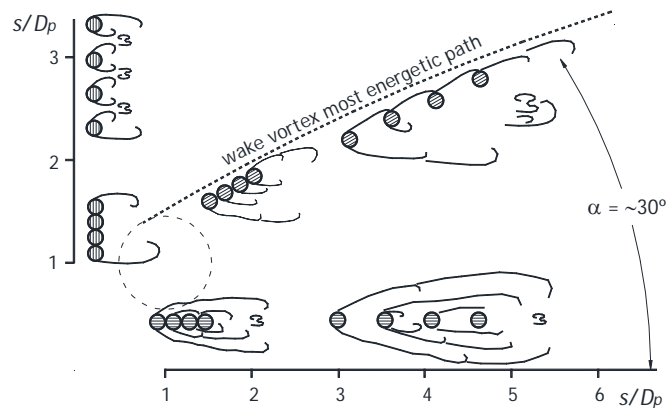 s/Dp
3
2
1
wake vortex most energetic path
α = ~30º
1
2
3
4
5
6
s/Dp